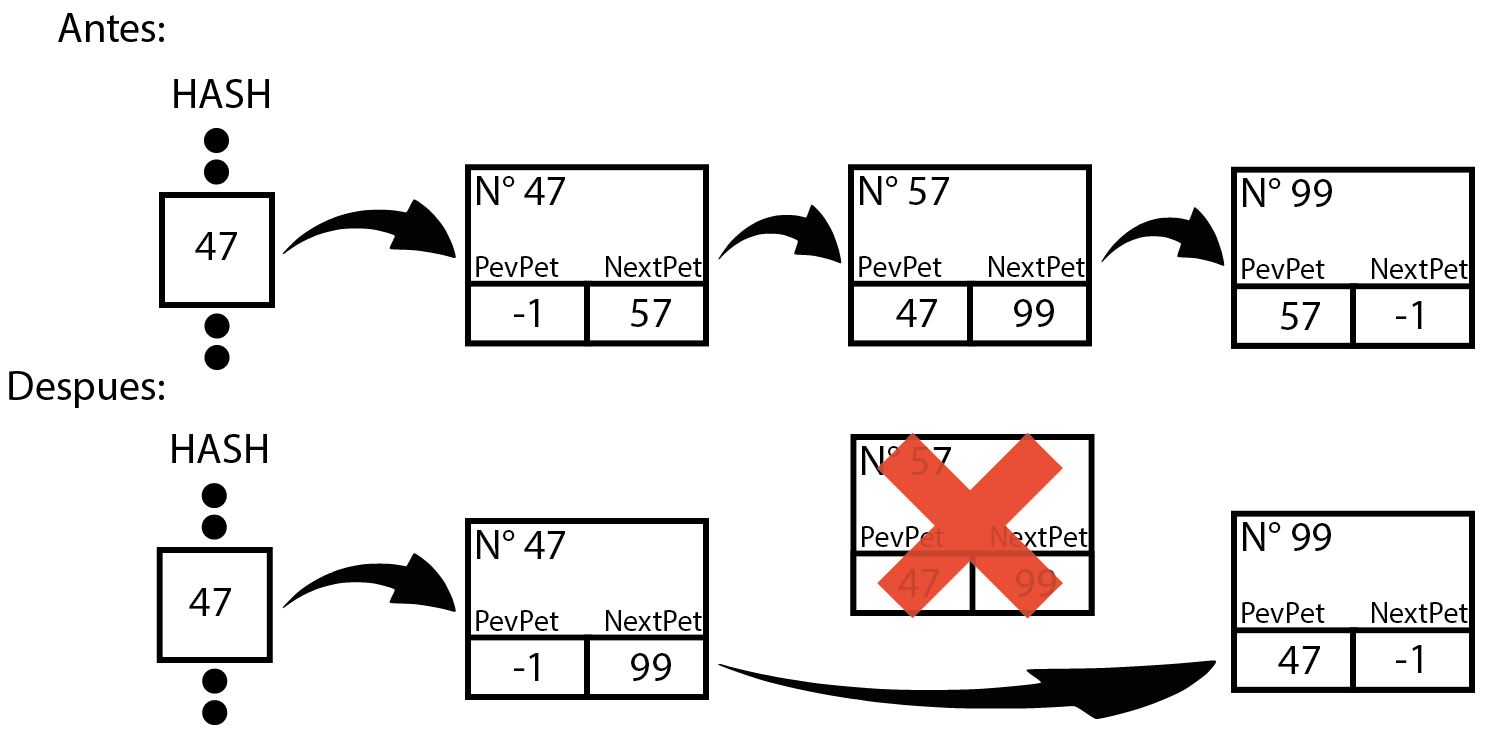 Antes:
HASH
47
N° 47
PevPet NextPet
-1 57
N° 57
PevPet NextPet
47 99
N° 99
PevPet NextPet
57 -1
Despues:
HASH
47
N° 47
PevPet NextPet
-1 99
N° 57
PevPet NextPet
47 99
N° 99
PevPet NextPet
47 -1